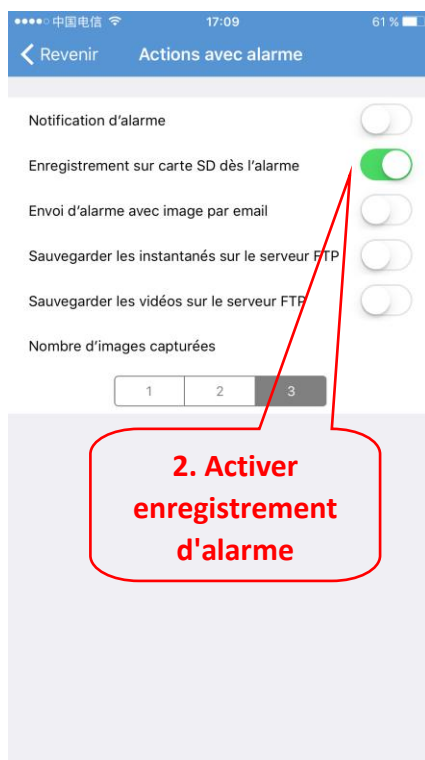 中国电信 17:09 61 %
Revenir Actions avec alarme
Notification d'alarme
Enregistrement sur carte SD dès l'alarme
Envoi d'alarme avec image par email
Sauvegarder les instantanés sur le serveur FTP
Sauvegarder les vidéos sur le serveur FTP
Nombre d'images capturées
1 2 3
2. Activer
enregistrement
d'alarme